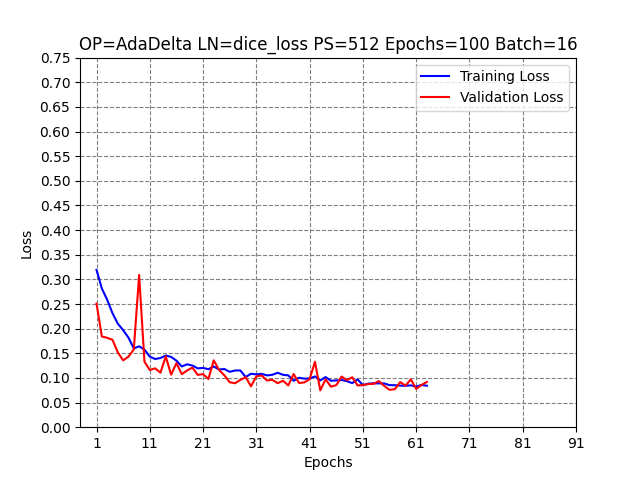 OP=AdaDelta LN=dice_loss PS=512 Epochs=100 Batch=16
Training Loss
Validation Loss
0.75
0.70
0.65
0.60
0.55
0.50
0.45
0.40
0.35
0.30
0.25
0.20
0.15
0.10
0.05
0.00
Loss
1 11 21 31 41 51 61 71 81 91
Epochs